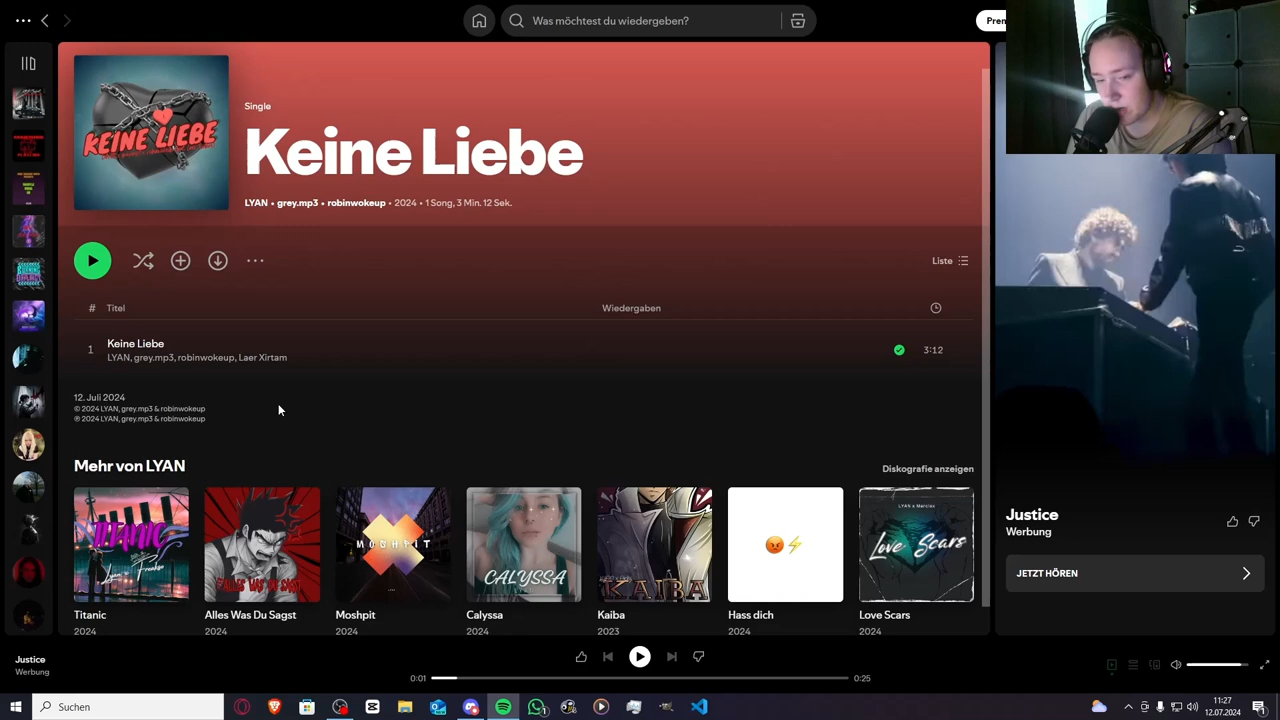 Was möchtest du wiedergeben?
Pren
KEINE LIEBE
Single
Keine Liebe
LYAN • grey.mp3 • robinwokeup • 2024 • 1 Song, 3 Min. 12 Sek.
Liste
# Titel Wiedergaben
1 Keine Liebe 3:12
LYAN, grey.mp3, robinwokeup, Laer Xirtam
12. Juli 2024
© 2024 LYAN, grey.mp3 & robinwokeup
℗ 2024 LYAN, grey.mp3 & robinwokeup
Mehr von LYAN
Diskografie anzeigen
TITANIC
ALLES WAS DU SAGST
MOSHPIT
CALYSSA
KAIBA
LYAN x Marcløs
Love Scars
Titanic
2024
Alles Was Du Sagst
2024
Moshpit
2024
Calyssa
2024
Kaiba
2023
Hass dich
2024
Love Scars
2024
Justice
Werbung
JETZT HÖREN
Justice
Werbung
0:01
0:25
Suchen
11:27
12.07.2024